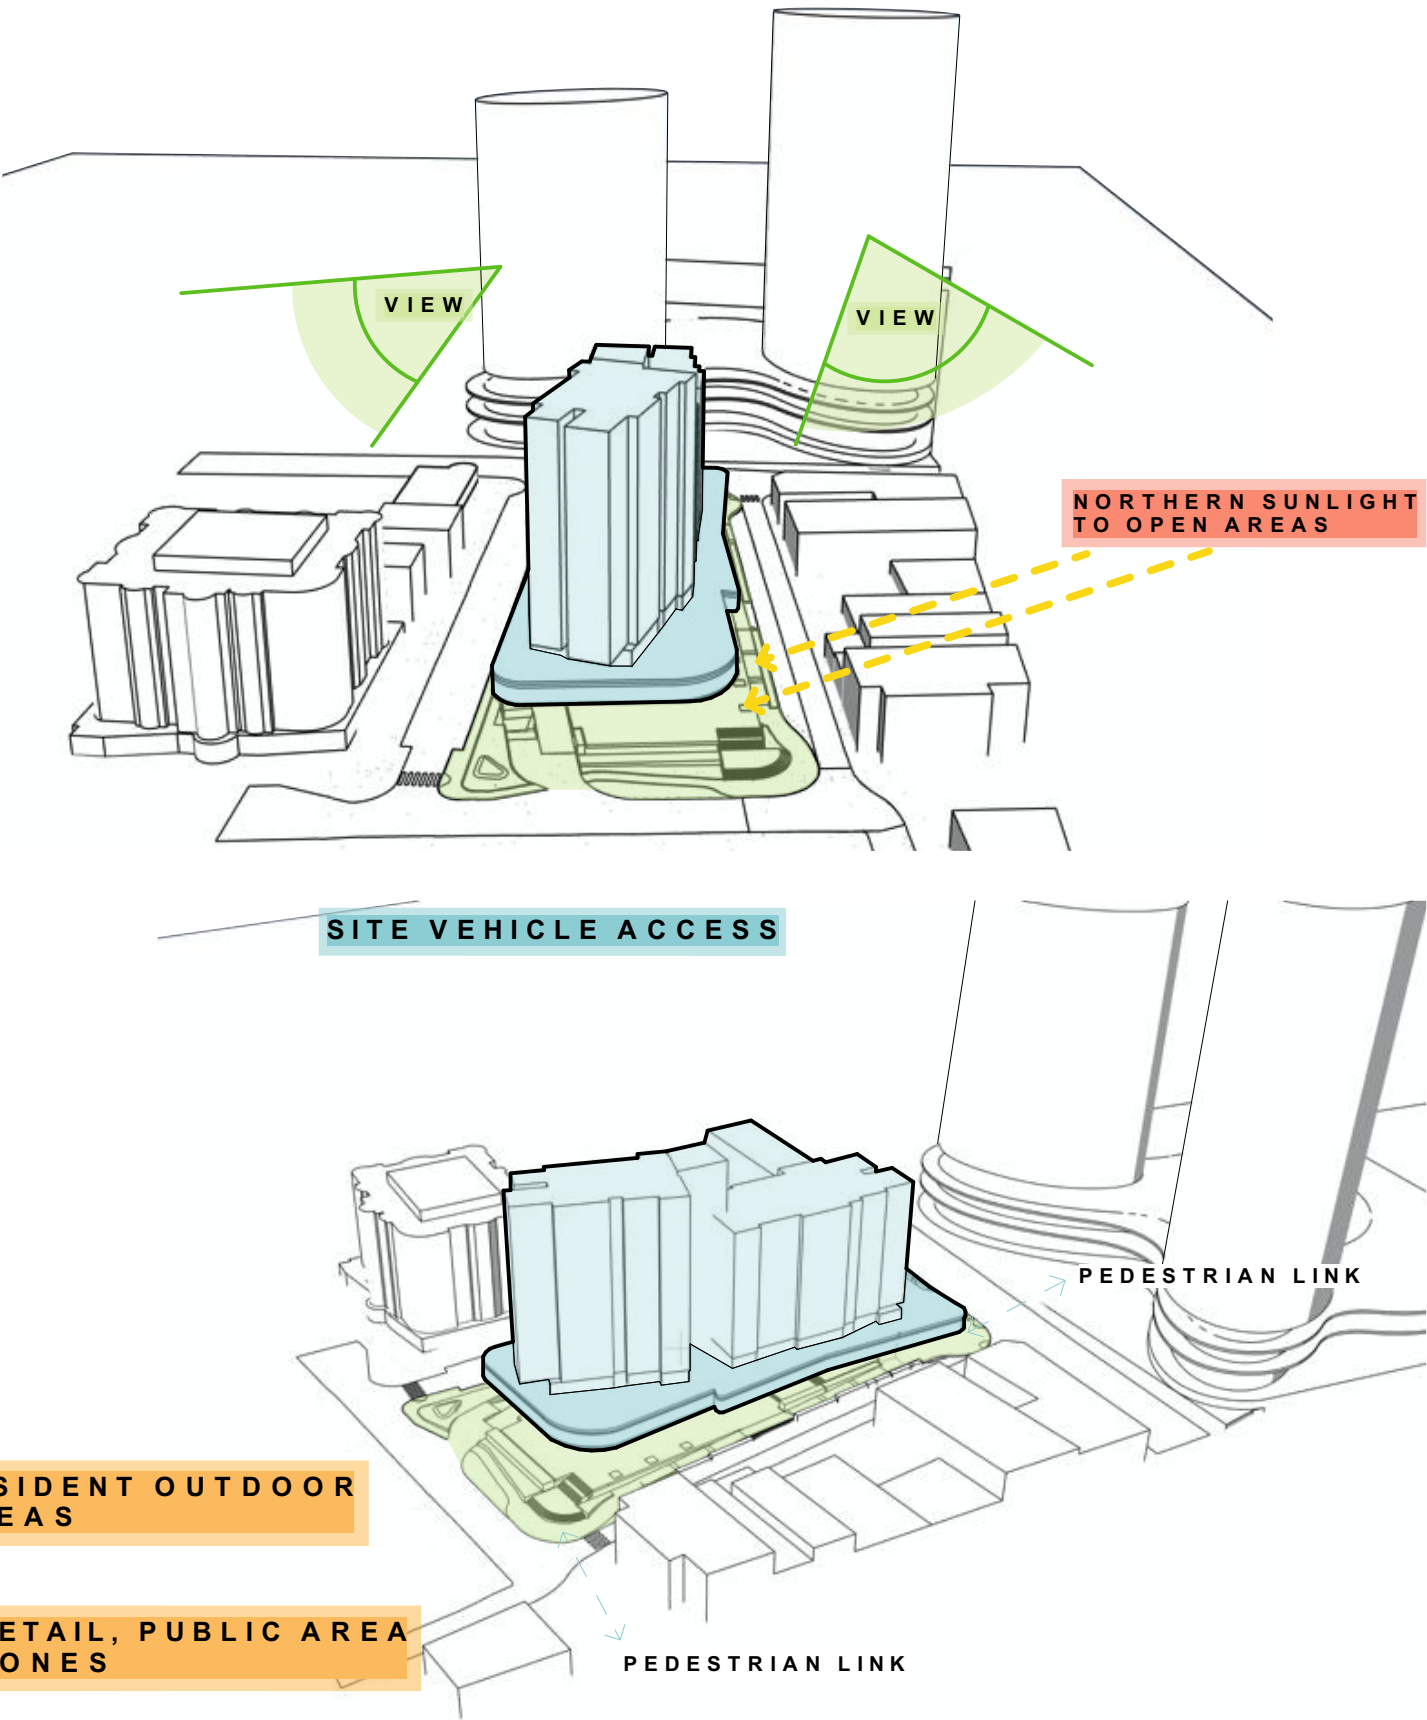 VIEW
VIEW
NORTHERN SUNLIGHT
TO OPEN AREAS
SITE VEHICLE ACCESS
PEDESTRIAN LINK
SIDENT OUTDOOR
EAS
ETAIL, PUBLIC AREA
ONES
PEDESTRIAN LINK